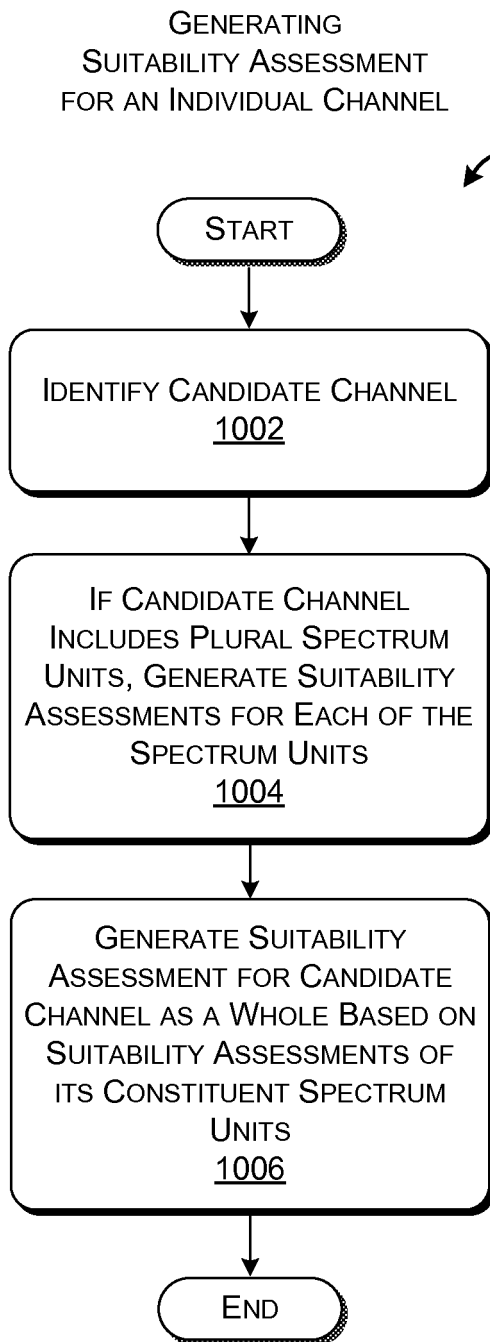 GENERATING
SUITABILITY ASSESSMENT
FOR AN INDIVIDUAL CHANNEL
START
IDENTIFY CANDIDATE CHANNEL
1002
IF CANDIDATE CHANNEL
INCLUDES PLURAL SPECTRUM
UNITS, GENERATE SUITABILITY
ASSESSMENTS FOR EACH OF THE
SPECTRUM UNITS
1004
GENERATE SUITABILITY
ASSESSMENT FOR CANDIDATE
CHANNEL AS A WHOLE BASED ON
SUITABILITY ASSESSMENTS OF
ITS CONSTITUENT SPECTRUM
UNITS
1006
END